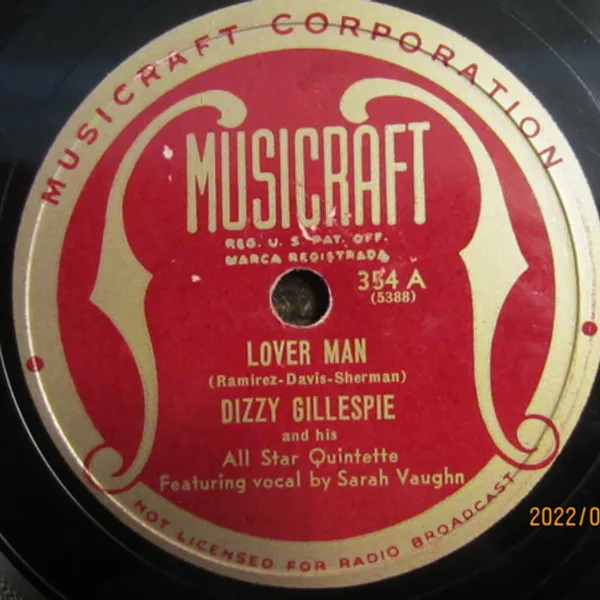 MUSICRAFT CORPORATION
MUSICRAFT
REG. U. S. PAT. OFF.
MARCA REGISTRADA
354 A
(5388)
LOVER MAN
(Ramirez-Davis-Sherman)
DIZZY GILLESPIE
and his
All Star Quintette
Featuring vocal by Sarah Vaughn
NOT LICENSED FOR RADIO BROADCAST
2022/0